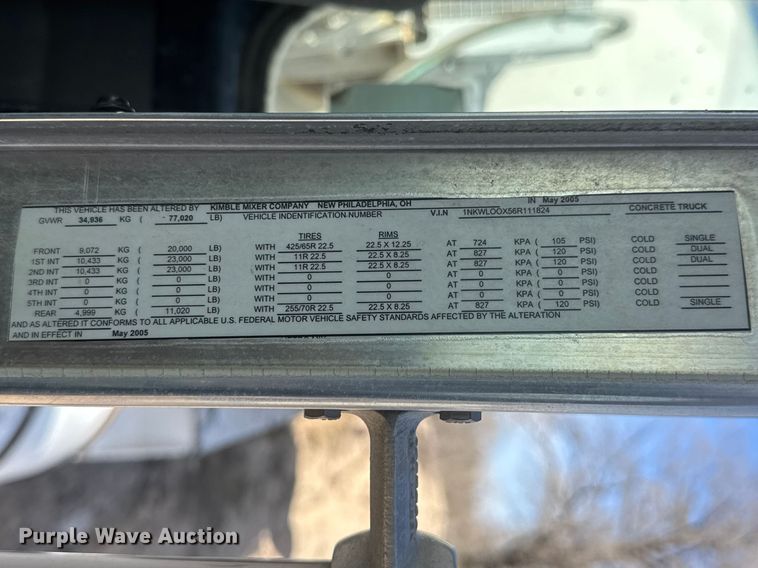 THIS VEHICLE HAS BEEN ALTERED BY KIMBLE MIXER COMPANY NEW PHILADELPHIA, OH IN May 2005
GVWR 34,936 KG ( 77,020 LB) VEHICLE INDENTIFICATION NUMBER V.I.N 1NKWLOOX56R111824 CONCRETE TRUCK
TIRES RIMS
FRONT 9,072 KG ( 20,000 LB) WITH 425/65R 22.5 22.5 X 12.25 AT 724 KPA ( 105 PSI) COLD SINGLE
1ST INT 10,433 KG ( 23,000 LB) WITH 11R 22.5 22.5 X 8.25 AT 827 KPA ( 120 PSI) COLD DUAL
2ND INT 10,433 KG ( 23,000 LB) WITH 11R 22.5 22.5 X 8.25 AT 827 KPA ( 120 PSI) COLD DUAL
3RD INT 0 KG ( 0 LB) WITH 0 0 AT 0 KPA ( 0 PSI) COLD
4TH INT 0 KG ( 0 LB) WITH 0 0 AT 0 KPA ( 0 PSI) COLD
5TH INT 0 KG ( 0 LB) WITH 0 0 AT 0 KPA ( 0 PSI) COLD
REAR 4,999 KG ( 11,020 LB) WITH 255/70R 22.5 22.5 X 8.25 AT 827 KPA ( 120 PSI) COLD SINGLE
AND AS ALTERED IT CONFORMS TO ALL APPLICABLE U.S. FEDERAL MOTOR VEHICLE SAFETY STANDARDS AFFECTED BY THE ALTERATION
AND IN EFFECT IN May 2005
Purple Wave Auction